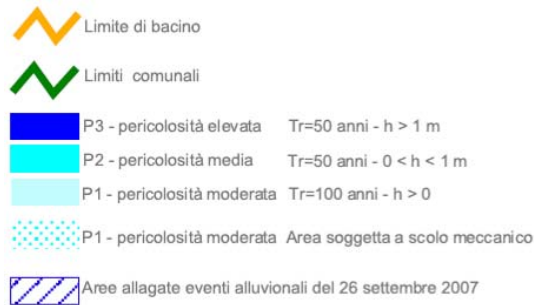 Limite di bacino
Limiti comunali
P3 - pericolosità elevata Tr=50 anni - h > 1 m
P2 - pericolosità media Tr=50 anni - 0 < h < 1 m
P1 - pericolosità moderata Tr=100 anni - h > 0
P1 - pericolosità moderata Area soggetta a scolo meccanico
Aree allagate eventi alluvionali del 26 settembre 2007